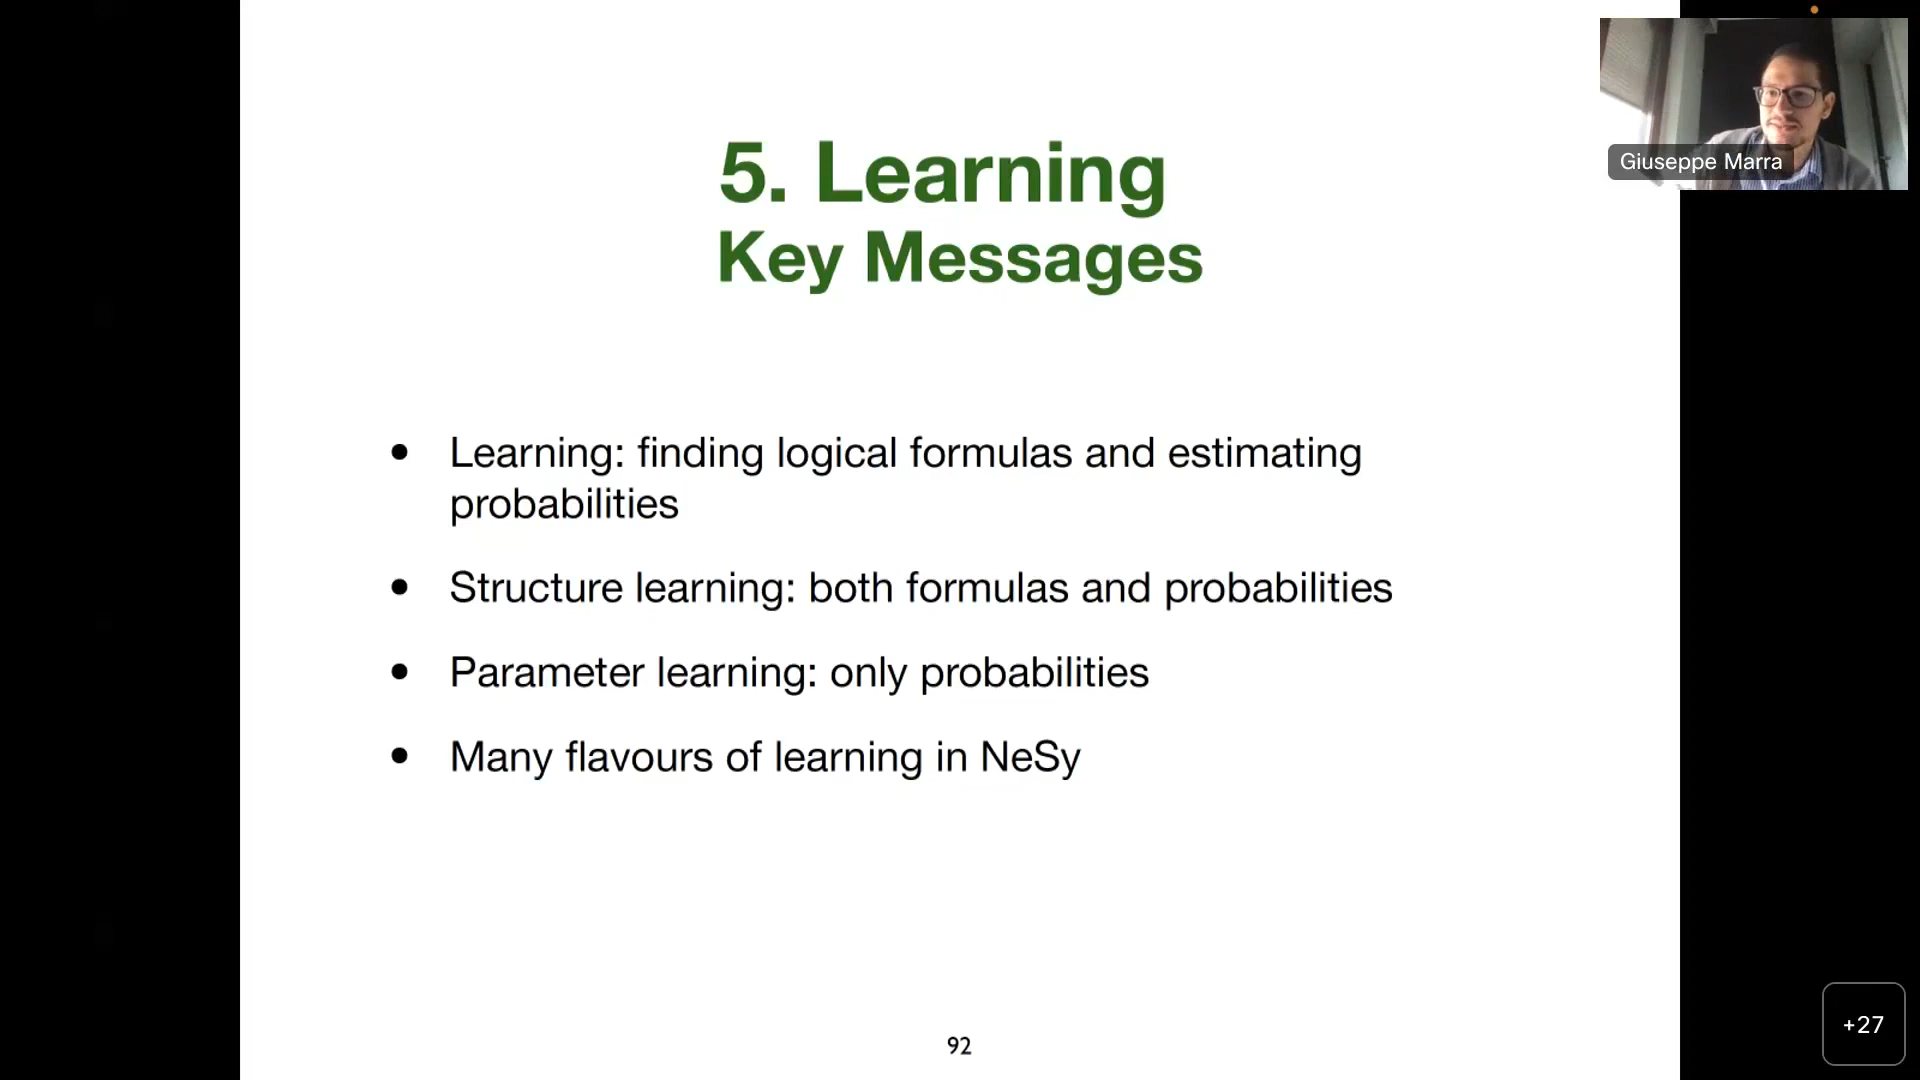 Giuseppe Marra
5. Learning
Key Messages
• Learning: finding logical formulas and estimating
probabilities
• Structure learning: both formulas and probabilities
• Parameter learning: only probabilities
• Many flavours of learning in NeSy
92
+27